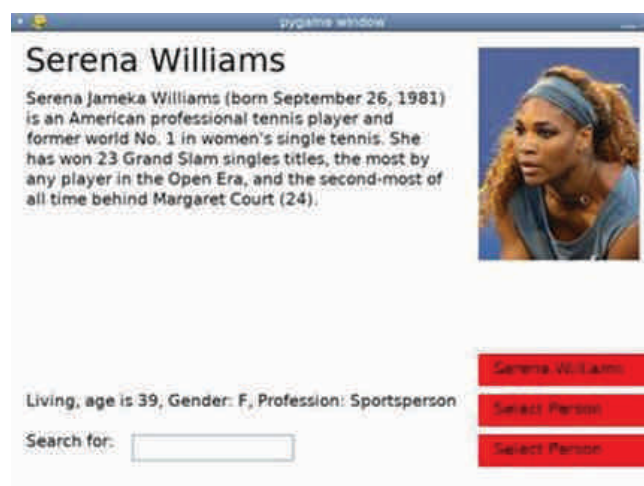 pygame window
Serena Williams
Serena Jameka Williams (born September 26, 1981)
is an American professional tennis player and
former world No. 1 in women's single tennis. She
has won 23 Grand Slam singles titles, the most by
any player in the Open Era, and the second-most of
all time behind Margaret Court (24).
Serena Williams
Living, age is 39, Gender: F, Profession: Sportsperson
Select Person
Search for:
Select Person